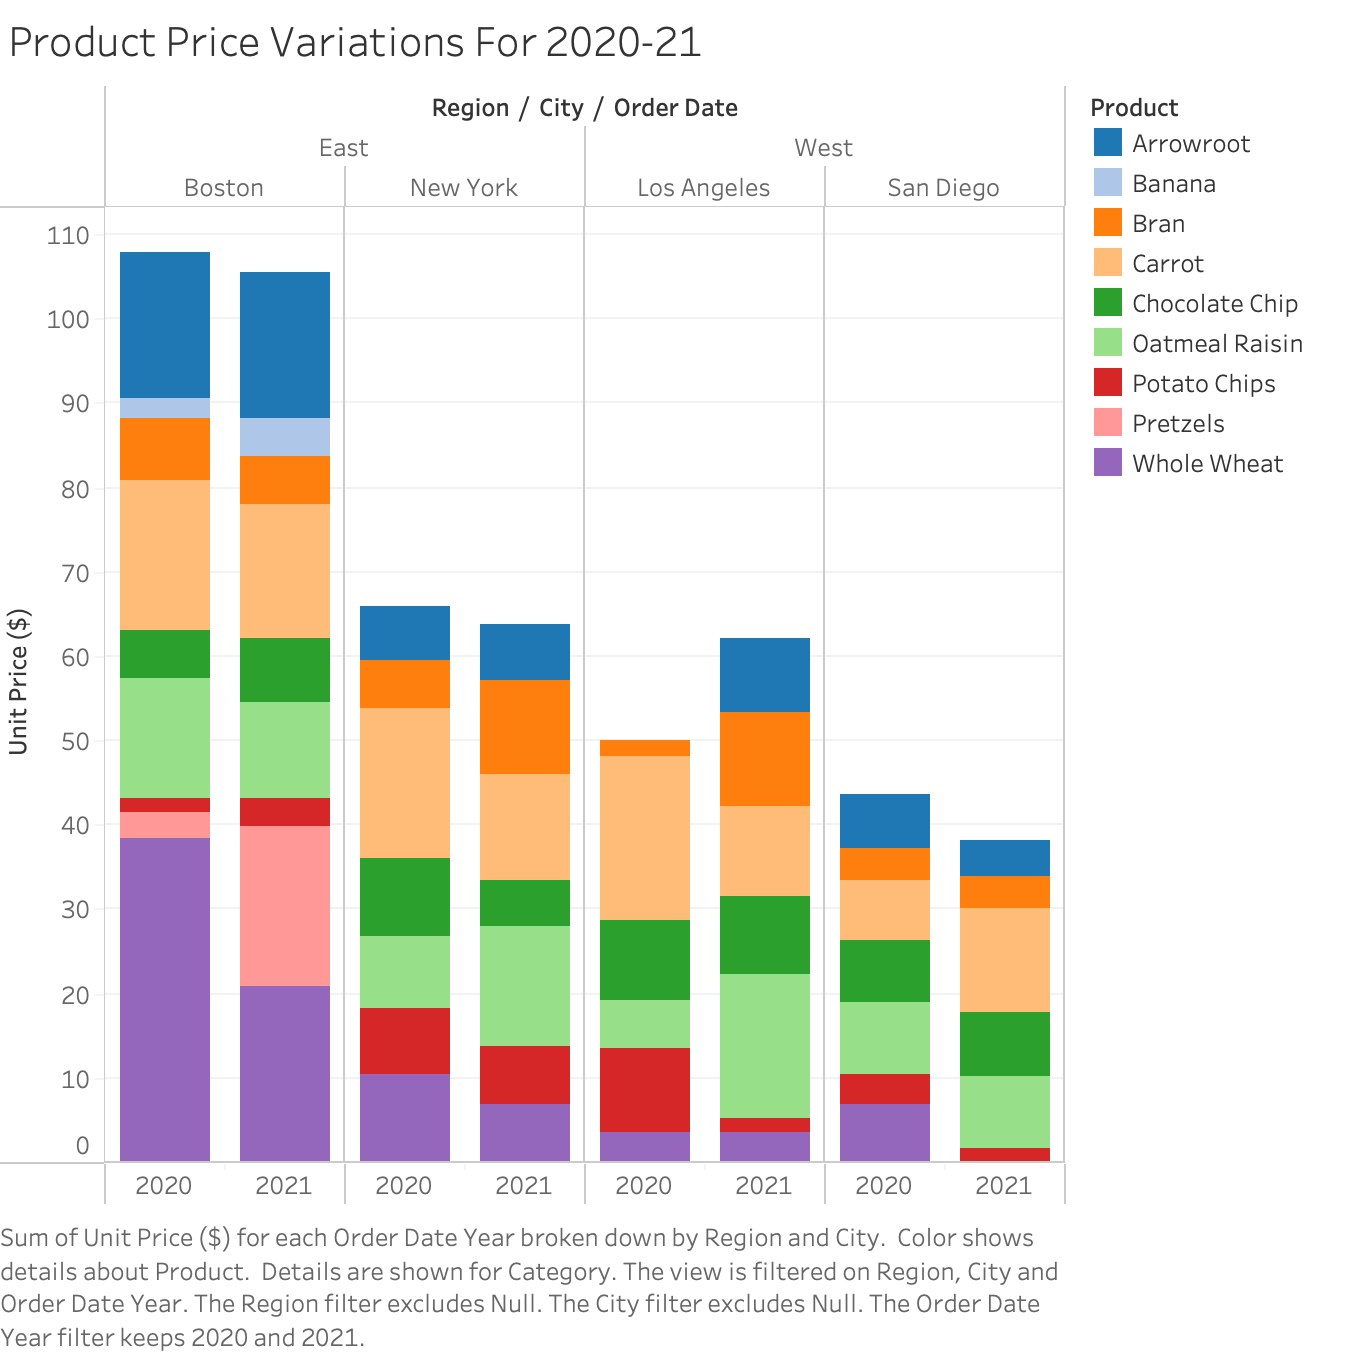 Product Price Variations For 2020-21
Region / City / Order Date
East West
Boston New York Los Angeles San Diego
Product
Arrowroot
Banana
Bran
Carrot
Chocolate Chip
Oatmeal Raisin
Potato Chips
Pretzels
Whole Wheat
Unit Price ($)
110
100
90
80
70
60
50
40
30
20
10
0
2020 2021 2020 2021 2020 2021 2020 2021
Sum of Unit Price ($) for each Order Date Year broken down by Region and City.  Color shows
details about Product.  Details are shown for Category. The view is filtered on Region, City and
Order Date Year. The Region filter excludes Null. The City filter excludes Null. The Order Date
Year filter keeps 2020 and 2021.